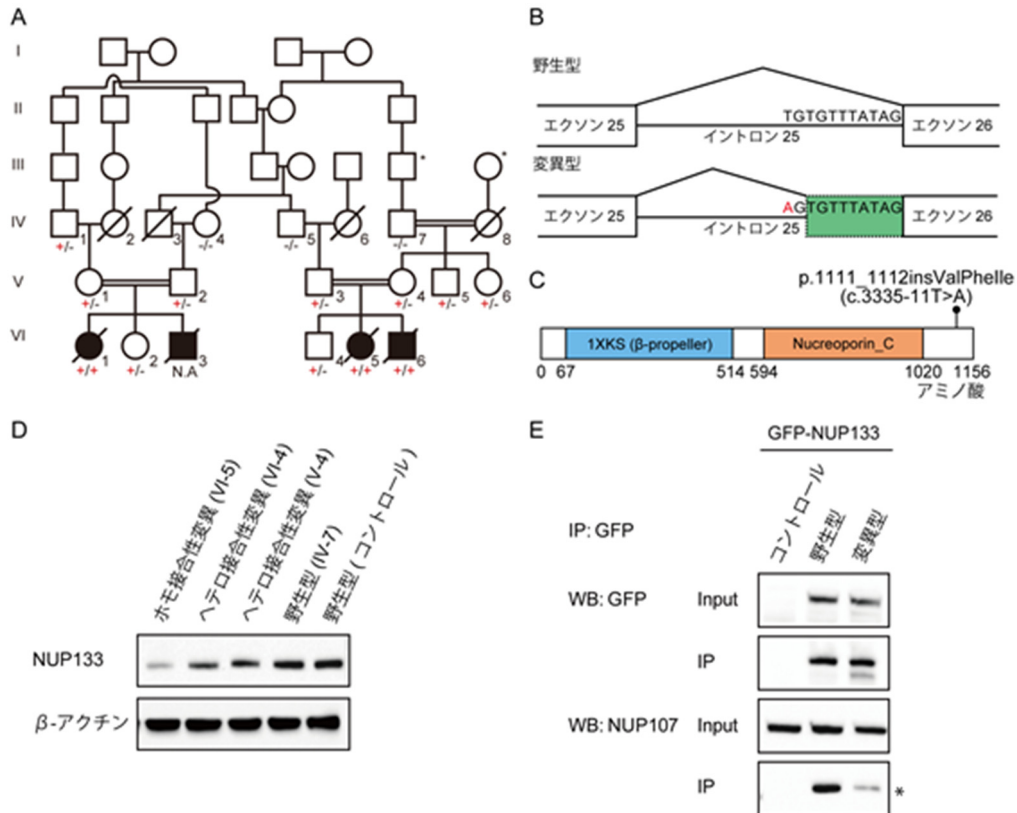 A
I
II
III
* *
IV
1 2 3 4 5 6 7 8
+/- -/- -/- -/-
V
1 2 3 4 5 6
+/- +/- +/- +/- +/- +/-
VI
1 2 3 4 5 6
+/+ +/- N.A +/- +/+ +/+
B
野生型
TGTGTTTATAG
エクソン 25
イントロン 25
エクソン 26
変異型
AGTGTTTATAG
エクソン 25
イントロン 25
エクソン 26
C
p.1111_1112insValPheIle
(c.3335-11T>A)
1XKS (β-propeller)
Nucreoporin_C
0 67 514 594 1020 1156
アミノ酸
D
ホモ接合性変異 (VI-5)
ヘテロ接合性変異 (VI-4)
ヘテロ接合性変異 (V-4)
野生型 (IV-7)
野生型 ( コントロール )
NUP133
β-アクチン
E
GFP-NUP133
コントロール
野生型
変異型
IP: GFP
WB: GFP Input
IP
WB: NUP107 Input
IP *